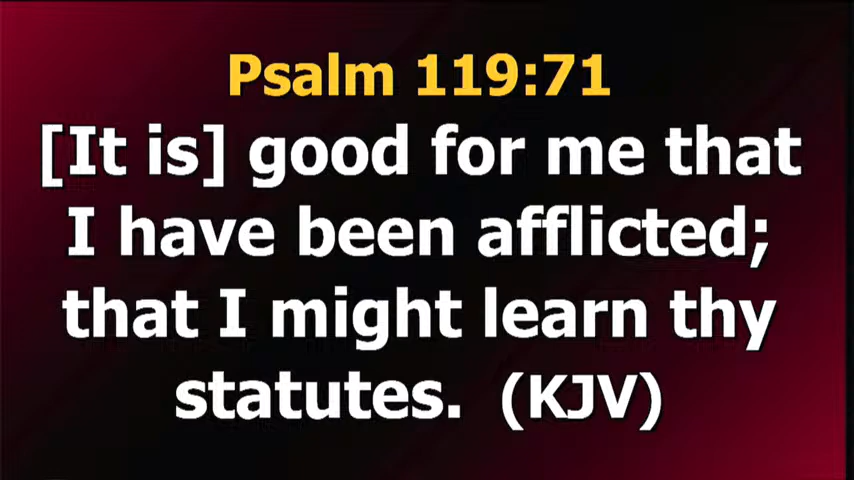 Psalm 119:71
[It is] good for me that
I have been afflicted;
that I might learn thy
statutes. (KJV)